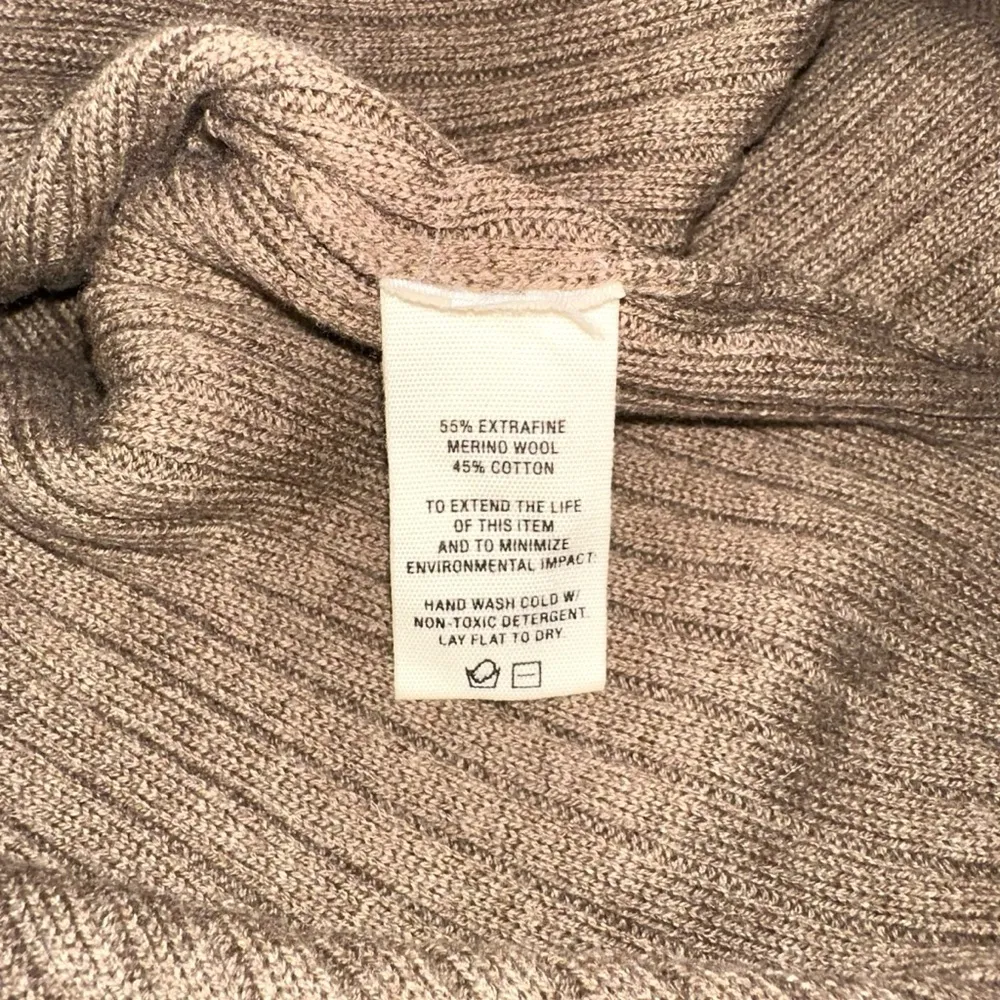 55% EXTRAFINE
MERINO WOOL
45% COTTON
TO EXTEND THE LIFE
OF THIS ITEM
AND TO MINIMIZE
ENVIRONMENTAL IMPACT:
HAND WASH COLD W/
NON-TOXIC DETERGENT.
LAY FLAT TO DRY.